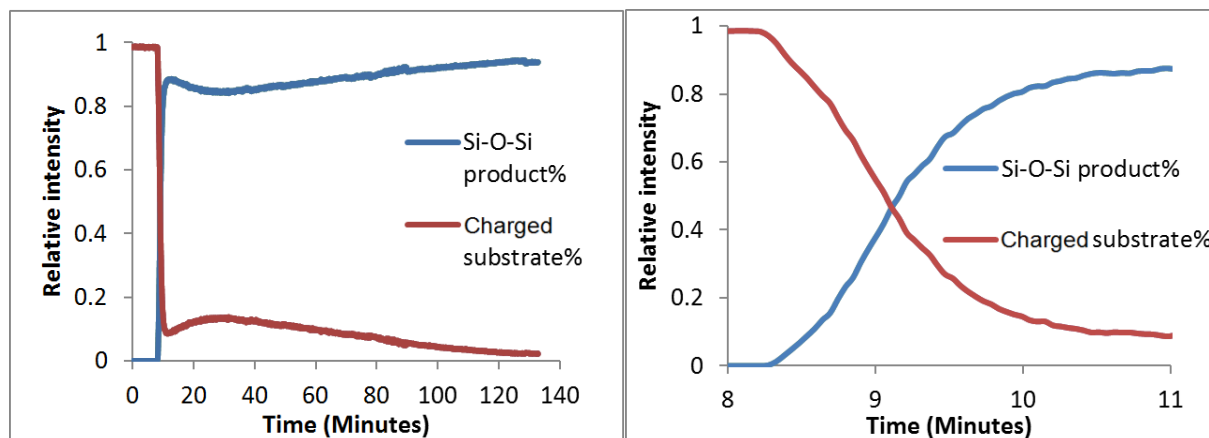 1
0.8
0.6
0.4
0.2
0
Relative intensity
Si-O-Si
product%
Charged
substrate%
0 20 40 60 80 100 120 140
Time (Minutes)
1
0.8
0.6
0.4
0.2
0
Relative intensity
Si-O-Si product%
Charged substrate%
8 9 10 11
Time (Minutes)